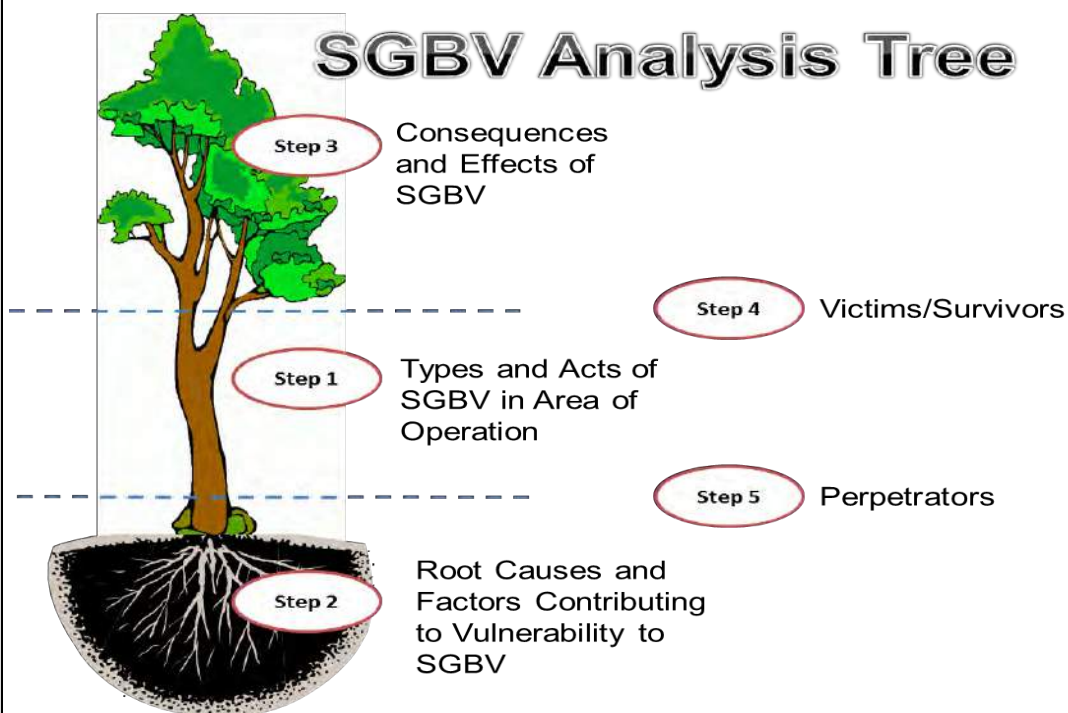 SGBV Analysis Tree
Step 3
Consequences
and Effects of
SGBV
Step 4
Victims/Survivors
Step 1
Types and Acts of
SGBV in Area of
Operation
Step 5
Perpetrators
Step 2
Root Causes and
Factors Contributing
to Vulnerability to
SGBV